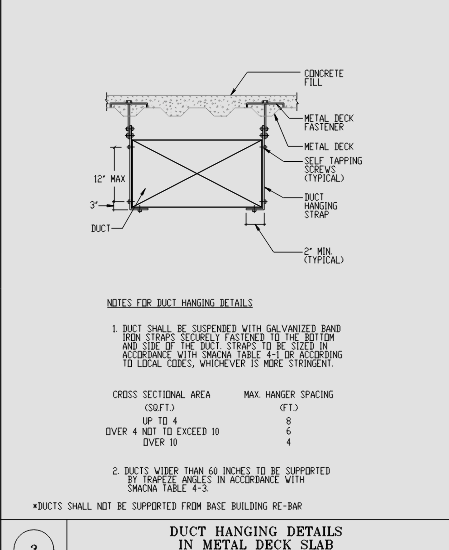 CONCRETE
FILL
METAL DECK
FASTENER
METAL DECK
SELF TAPPING
SCREWS
(TYPICAL)
12" MAX
3"
DUCT
HANGING
STRAP
DUCT
2" MIN.
(TYPICAL)
NOTES FOR DUCT HANGING DETAILS
1. DUCT SHALL BE SUSPENDED WITH GALVANIZED BAND
IRON STRAPS SECURELY FASTENED TO THE BOTTOM
AND SIDE OF THE DUCT. STRAPS TO BE SIZED IN
ACCORDANCE WITH SMACNA TABLE 4-1 OR ACCORDING
TO LOCAL CODES, WHICHEVER IS MORE STRINGENT.
CROSS SECTIONAL AREA MAX. HANGER SPACING
(SQ.FT.) (FT.)
UP TO 4 8
OVER 4 NOT TO EXCEED 10 6
OVER 10 4
2. DUCTS WIDER THAN 60 INCHES TO BE SUPPORTED
BY TRAPEZE ANGLES IN ACCORDANCE WITH
SMACNA TABLE 4-3.
*DUCTS SHALL NOT BE SUPPORTED FROM BASE BUILDING RE-BAR
3
DUCT HANGING DETAILS
IN METAL DECK SLAB